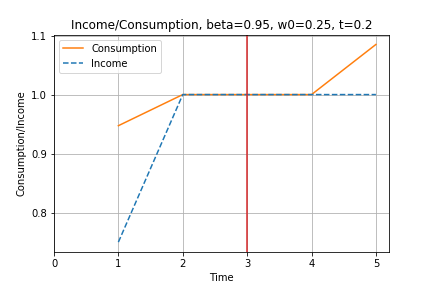 Income/Consumption, beta=0.95, w0=0.25, t=0.2
Consumption
Income
Consumption/Income
1.1
1.0
0.9
0.8
0 1 2 3 4 5
Time